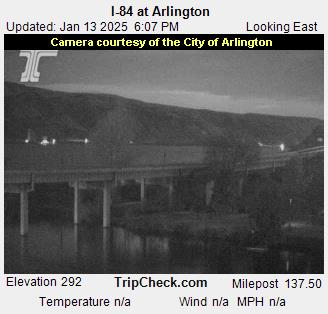 I-84 at Arlington
Updated: Jan 13 2025 6:07 PM Looking East
Camera courtesy of the City of Arlington
Elevation 292 TripCheck.com Milepost 137.50
Temperature n/a Wind n/a MPH n/a